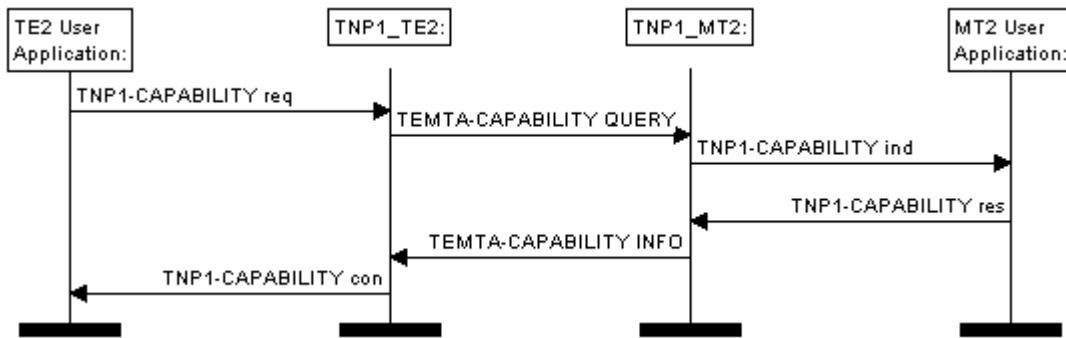 TE2 User
Application:
TNP1_TE2:
TNP1_MT2:
MT2 User
Application:
TNP1-CAPABILITY req
TEMTA-CAPABILITY QUERY
TNP1-CAPABILITY ind
TNP1-CAPABILITY res
TEMTA-CAPABILITY INFO
TNP1-CAPABILITY con